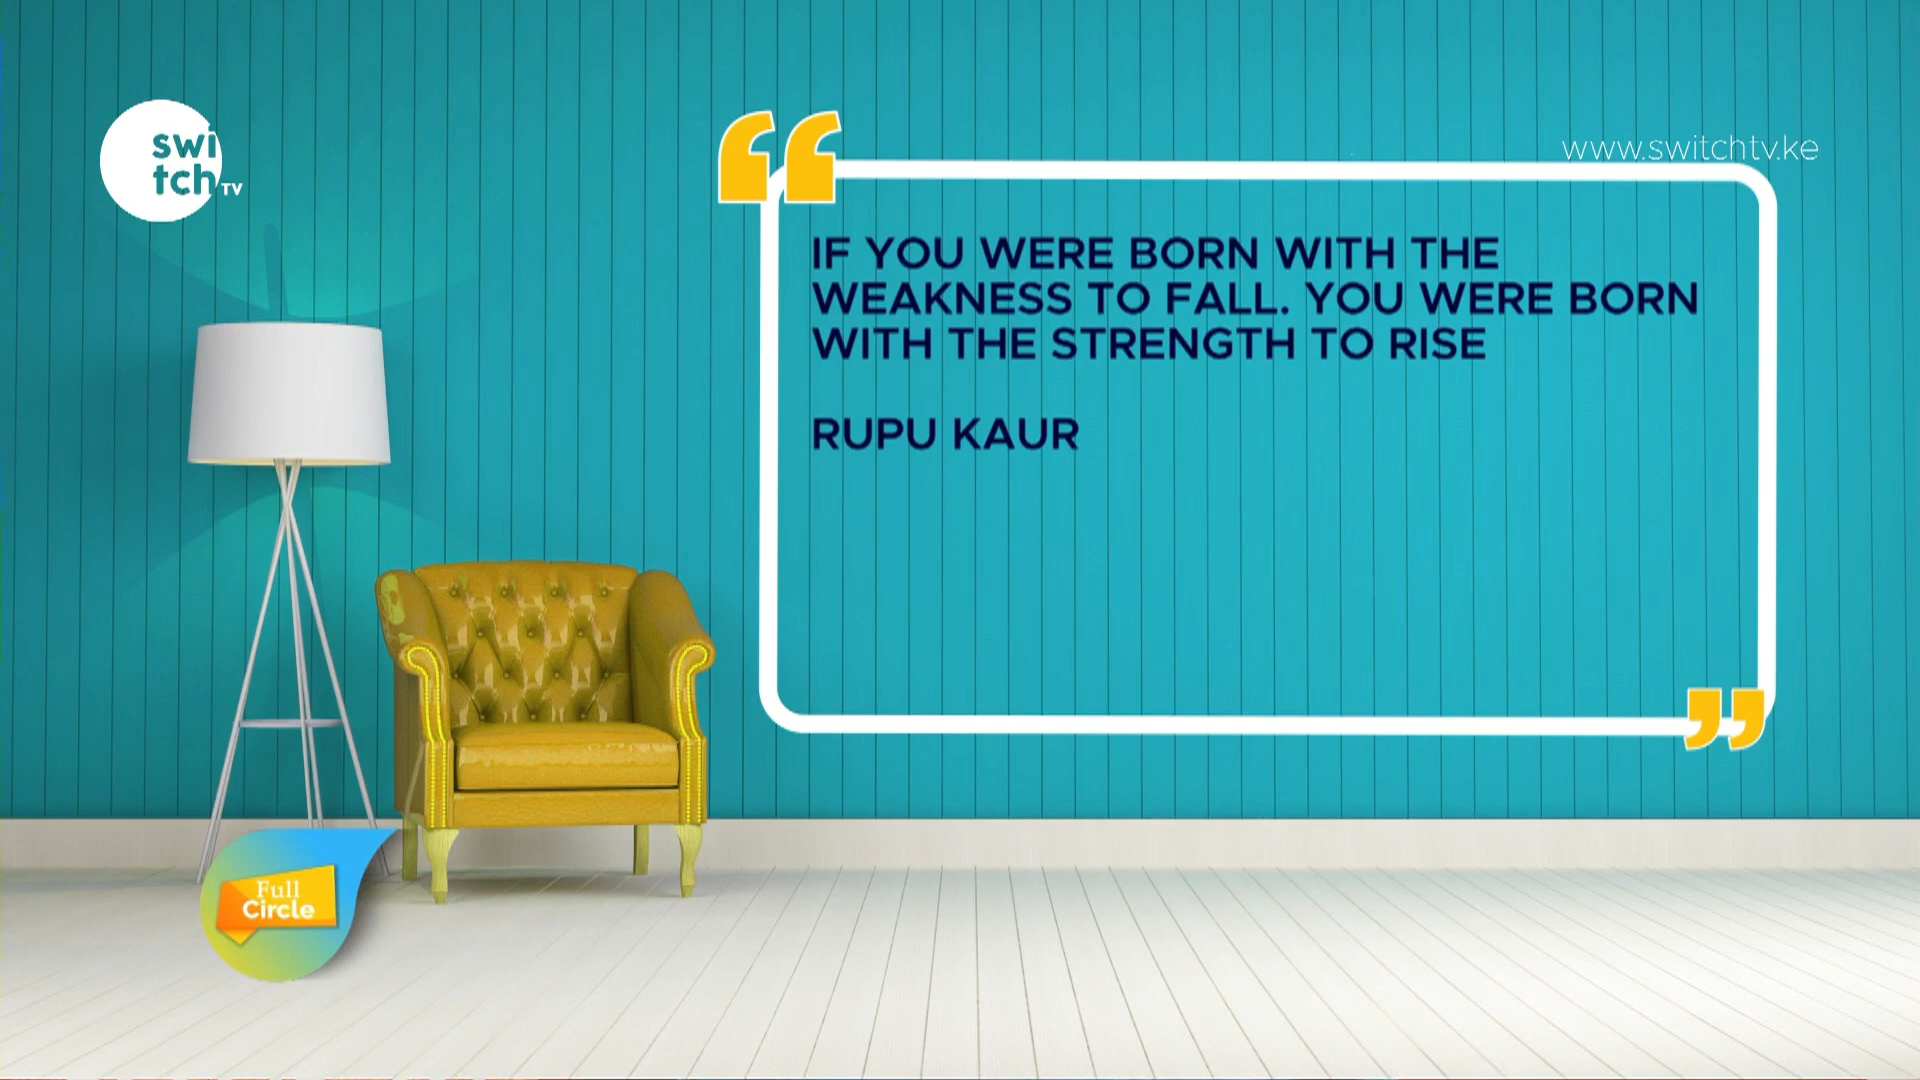 swi
tch TV
www.switchtv.ke
IF YOU WERE BORN WITH THE
WEAKNESS TO FALL. YOU WERE BORN
WITH THE STRENGTH TO RISE
RUPU KAUR
Full
Circle